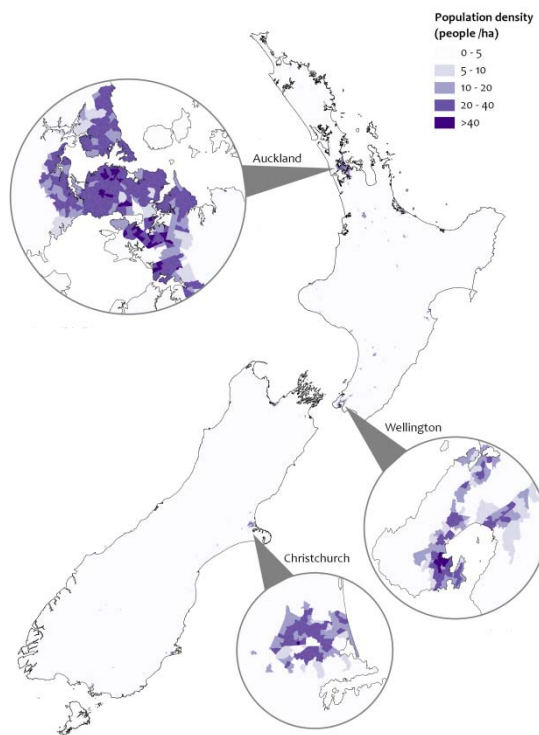 Population density
(people /ha)
0 - 5
5 - 10
10 - 20
20 - 40
>40
Auckland
Wellington
Christchurch